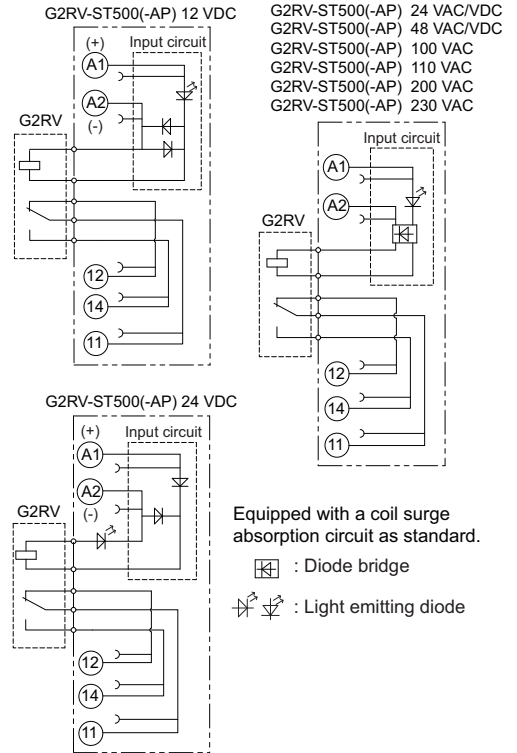 G2RV-ST500(-AP) 12 VDC
(+)
Input circuit
A1
A2
(-)
G2RV
12
14
11
G2RV-ST500(-AP) 24 VAC/VDC
G2RV-ST500(-AP) 48 VAC/VDC
G2RV-ST500(-AP) 100 VAC
G2RV-ST500(-AP) 110 VAC
G2RV-ST500(-AP) 200 VAC
G2RV-ST500(-AP) 230 VAC
Input circuit
A1
A2
G2RV
12
14
11
G2RV-ST500(-AP) 24 VDC
(+)
Input circuit
A1
A2
(-)
G2RV
12
14
11
Equipped with a coil surge
absorption circuit as standard.
: Diode bridge
: Light emitting diode